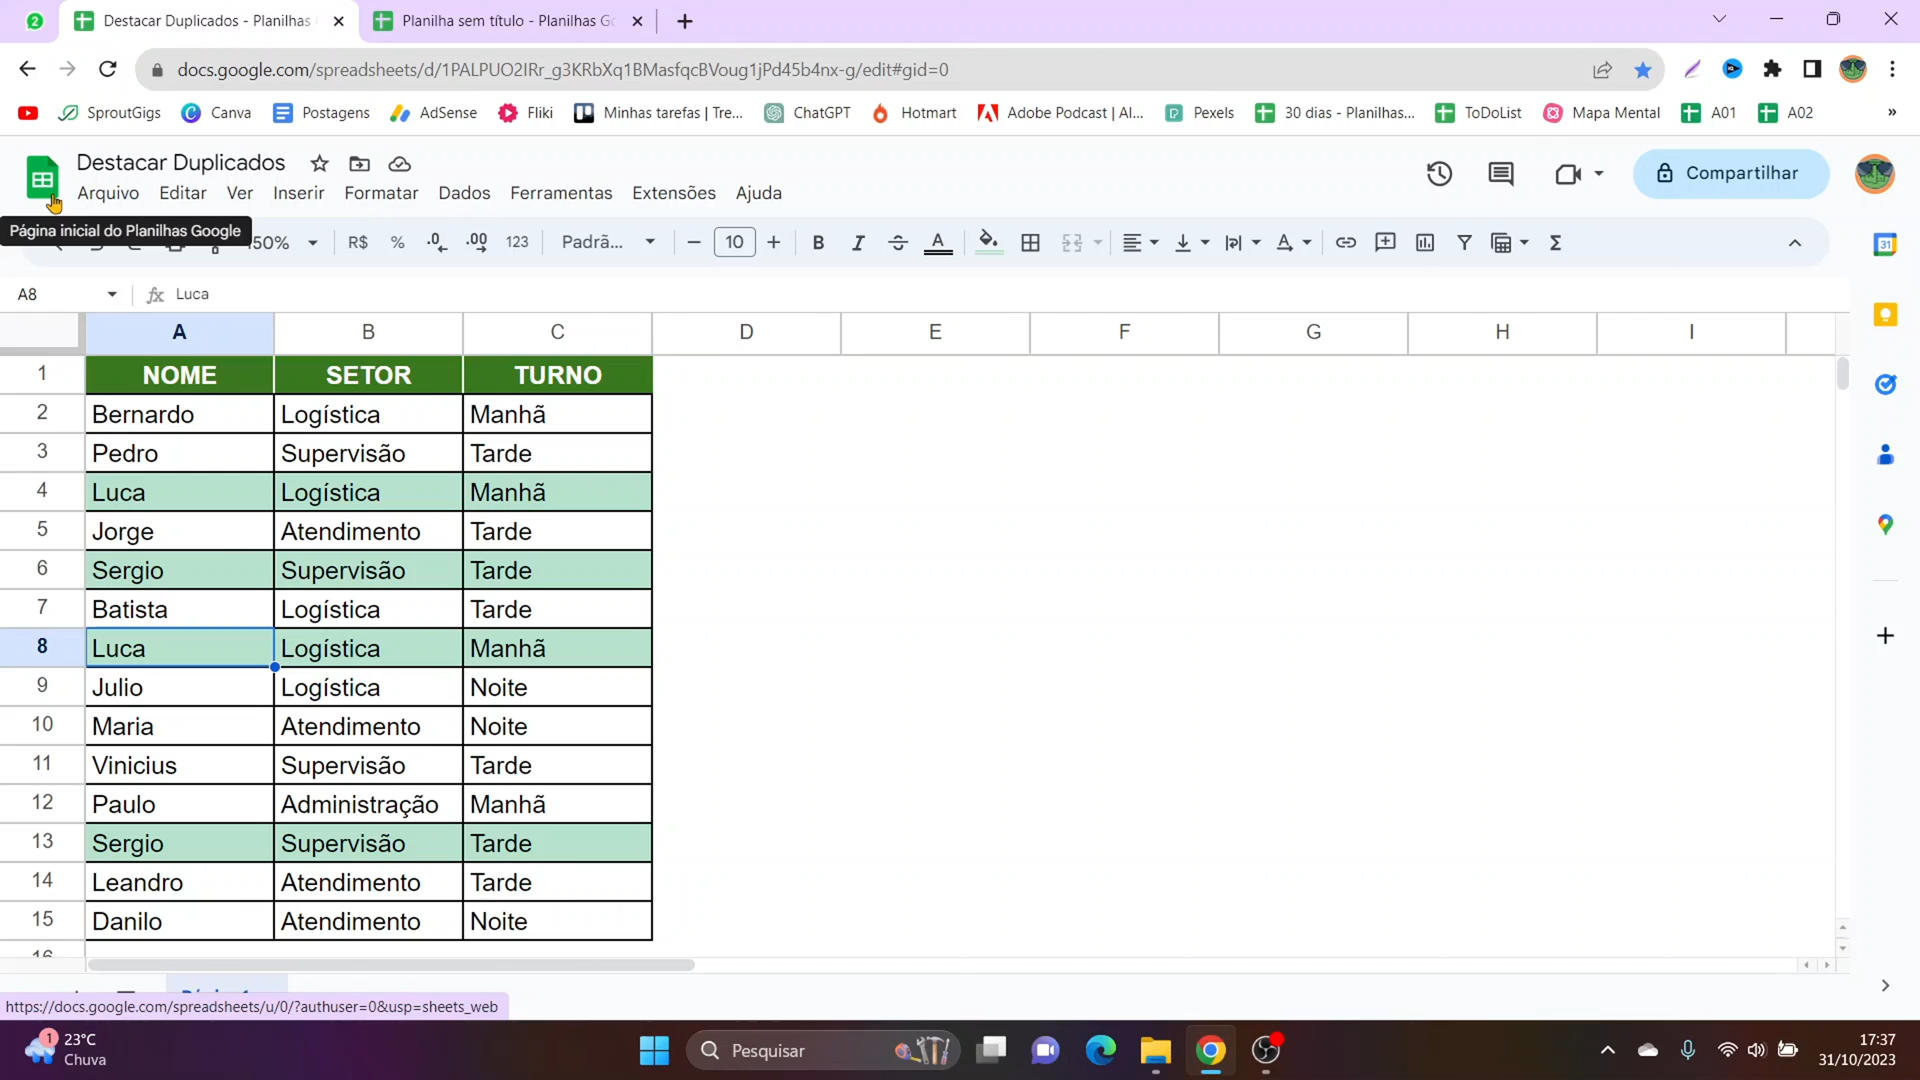 2
Destacar Duplicados - Planilhas
Planilha sem título - Planilhas Go
docs.google.com/spreadsheets/d/1PALPUO2IRr_g3KRbXq1BMasfqcBVoug1jPd45b4nx-g/edit#gid=0
SproutGigs Canva Postagens AdSense Fliki Minhas tarefas | Tre... ChatGPT Hotmart Adobe Podcast | AI... Pexels 30 dias - Planilhas... ToDoList Mapa Mental A01 A02 »
Destacar Duplicados
Arquivo Editar Ver Inserir Formatar Dados Ferramentas Extensões Ajuda
Compartilhar
Página inicial do Planilhas Google
150% R$ % .0 .00 123 Padrã... 10 B I A Σ
31
A8 fx Luca
A B C D E F G H I
1 NOME SETOR TURNO
2 Bernardo Logística Manhã
3 Pedro Supervisão Tarde
4 Luca Logística Manhã
5 Jorge Atendimento Tarde
6 Sergio Supervisão Tarde
7 Batista Logística Tarde
8 Luca Logística Manhã
9 Julio Logística Noite
10 Maria Atendimento Noite
11 Vinicius Supervisão Tarde
12 Paulo Administração Manhã
13 Sergio Supervisão Tarde
14 Leandro Atendimento Tarde
15 Danilo Atendimento Noite
16
https://docs.google.com/spreadsheets/u/0/?authuser=0&usp=sheets_web
1
23°C
Chuva
Pesquisar
17:37
31/10/2023